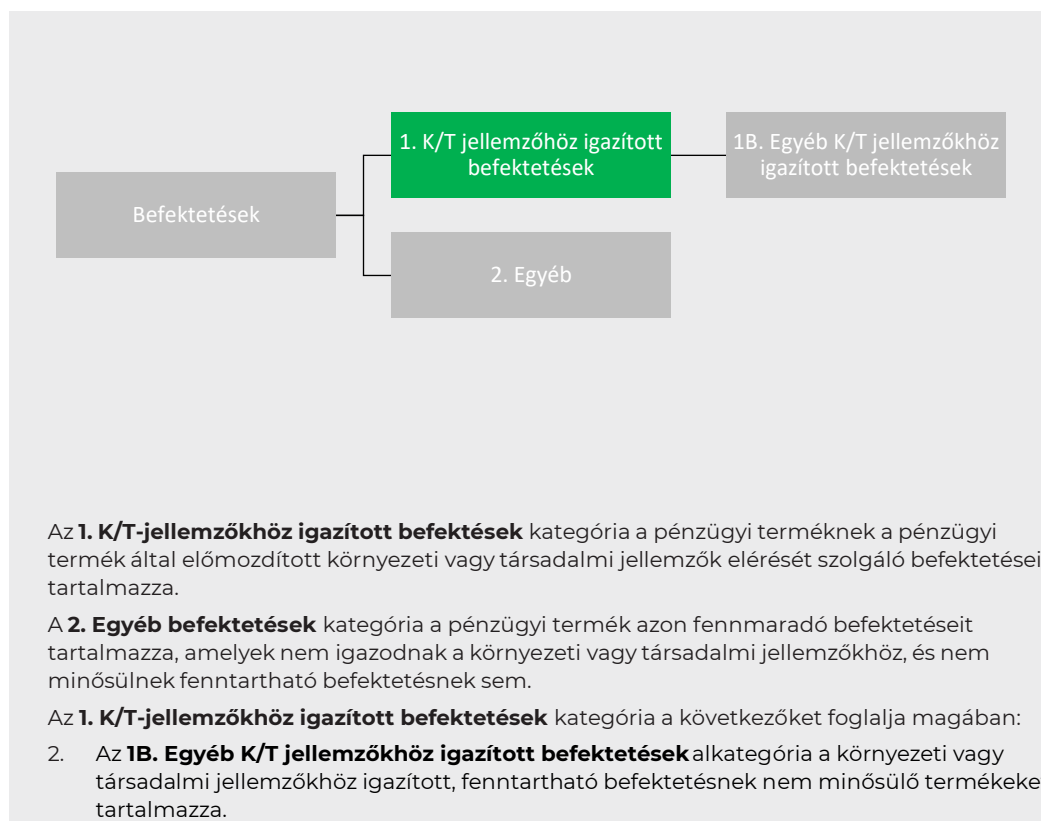 1. K/T jellemzőhöz igazított
befektetések
1B. Egyéb K/T jellemzőkhöz
igazított befektetések
Befektetések
2. Egyéb
Az 1. K/T-jellemzőkhöz igazított befektések kategória a pénzügyi terméknek a pénzügyi
termék által előmozdított környezeti vagy társadalmi jellemzők elérését szolgáló befektetései
tartalmazza.
A 2. Egyéb befektetések kategória a pénzügyi termék azon fennmaradó befektetéseit
tartalmazza, amelyek nem igazodnak a környezeti vagy társadalmi jellemzőkhöz, és nem
minősülnek fenntartható befektetésnek sem.
Az 1. K/T-jellemzőkhöz igazított befektetések kategória a következőket foglalja magában:
2. Az 1B. Egyéb K/T jellemzőkhöz igazított befektetések alkategória a környezeti vagy
társadalmi jellemzőkhöz igazított, fenntartható befektetésnek nem minősülő termékeke
tartalmazza.